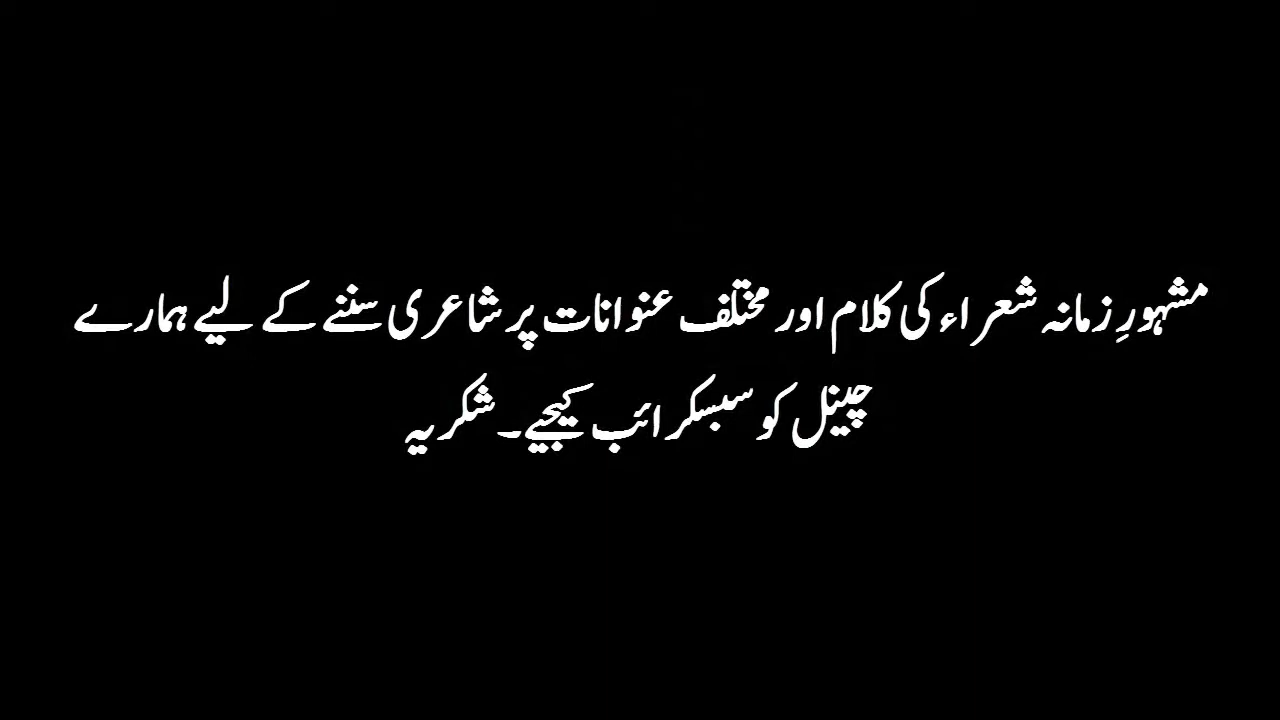 مشہورِ زمانہ شعراء کی کلام اور مختلف عنوانات پر شاعری سننے کے لیے ہمارے
چینل کو سبسکرائب کیجیے۔ شکریہ